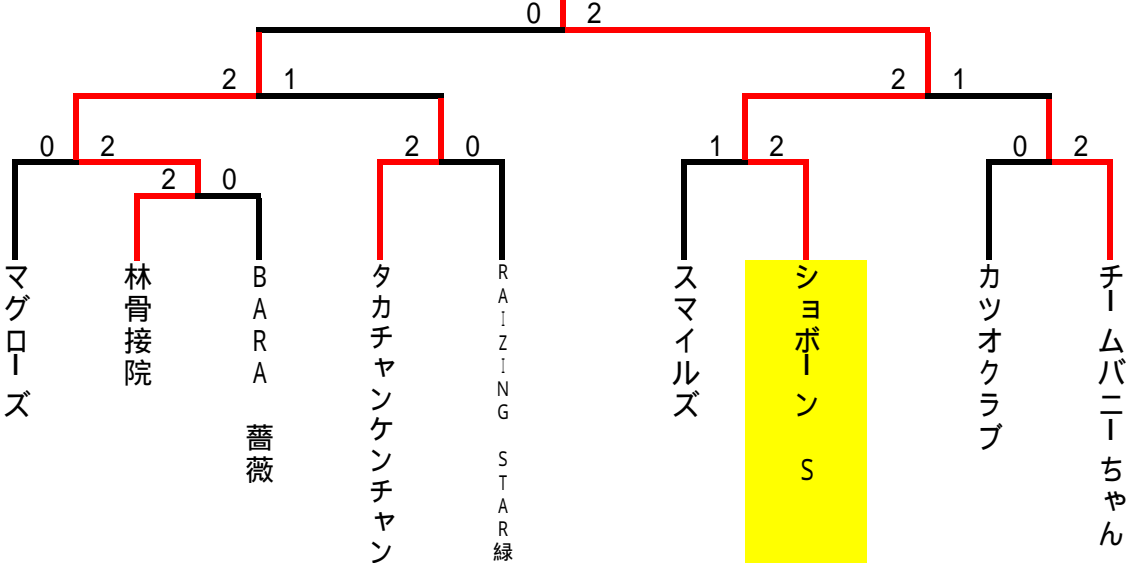 0 2
2 1
2 1
0 2
2 0
1 2
0 2
2 0
マグローズ
林骨接院
BARA 薔薇
タカチャンケンチャン
RAIZING STAR緑
スマイルズ
ショボーン S
カツオクラブ
チームバニーちゃん